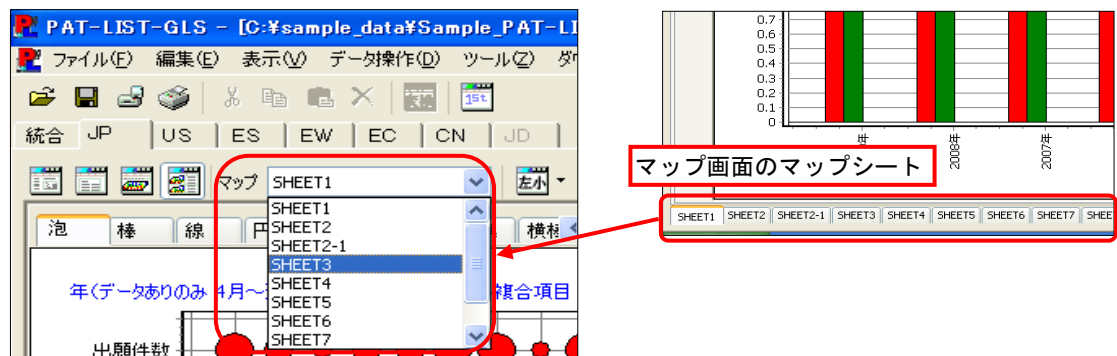 PAT-LIST-GLS - [C:¥sample_data¥Sample_PAT-LI
ファイル(F) 編集(E) 表示(V) データ操作(D) ツール(Z)
1st
統合 JP US ES EW EC CN JD
マップ SHEET1 左小
泡 棒 線
SHEET1
SHEET2
SHEET2-1
SHEET3
SHEET4
SHEET5
SHEET6
SHEET7
年(データありのみ 4月～
複合項目
出願件数
0.7
0.6
0.5
0.4
0.3
0.2
0.1
0
年
2008年
2007年
マップ画面のマップシート
SHEET1 SHEET2 SHEET2-1 SHEET3 SHEET4 SHEET5 SHEET6 SHEET7 SHEE